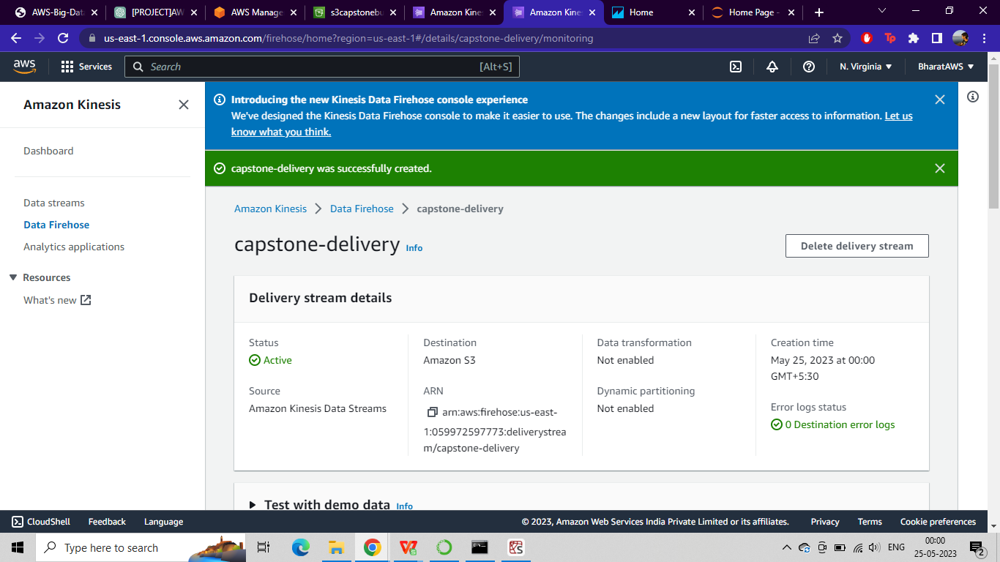 AWS-Big-Data
[PROJECT]AW
AWS Manage
s3capstonebu
Amazon Kine
Amazon Kine
Home
Home Page -
us-east-1.console.aws.amazon.com/firehose/home?region=us-east-1#/details/capstone-delivery/monitoring
Tp
aws
Services
Search
[Alt+S]
N. Virginia
BharatAWS
Amazon Kinesis
Dashboard
Data streams
Data Firehose
Analytics applications
Resources
What's new
Introducing the new Kinesis Data Firehose console experience
We've designed the Kinesis Data Firehose console to make it easier to use. The changes include a new layout for faster access to information. Let us
know what you think.
capstone-delivery was successfully created.
Amazon Kinesis
Data Firehose
capstone-delivery
capstone-delivery Info
Delete delivery stream
Delivery stream details
Status
Active
Source
Amazon Kinesis Data Streams
Destination
Amazon S3
ARN
arn:aws:firehose:us-east-
1:059972597773:deliverystrea
m/capstone-delivery
Data transformation
Not enabled
Dynamic partitioning
Not enabled
Creation time
May 25, 2023 at 00:00
GMT+5:30
Error logs status
0 Destination error logs
Test with demo data Info
CloudShell
Feedback
Language
© 2023, Amazon Web Services India Private Limited or its affiliates.
Privacy
Terms
Cookie preferences
Type here to search
ENG
00:00
25-05-2023
2